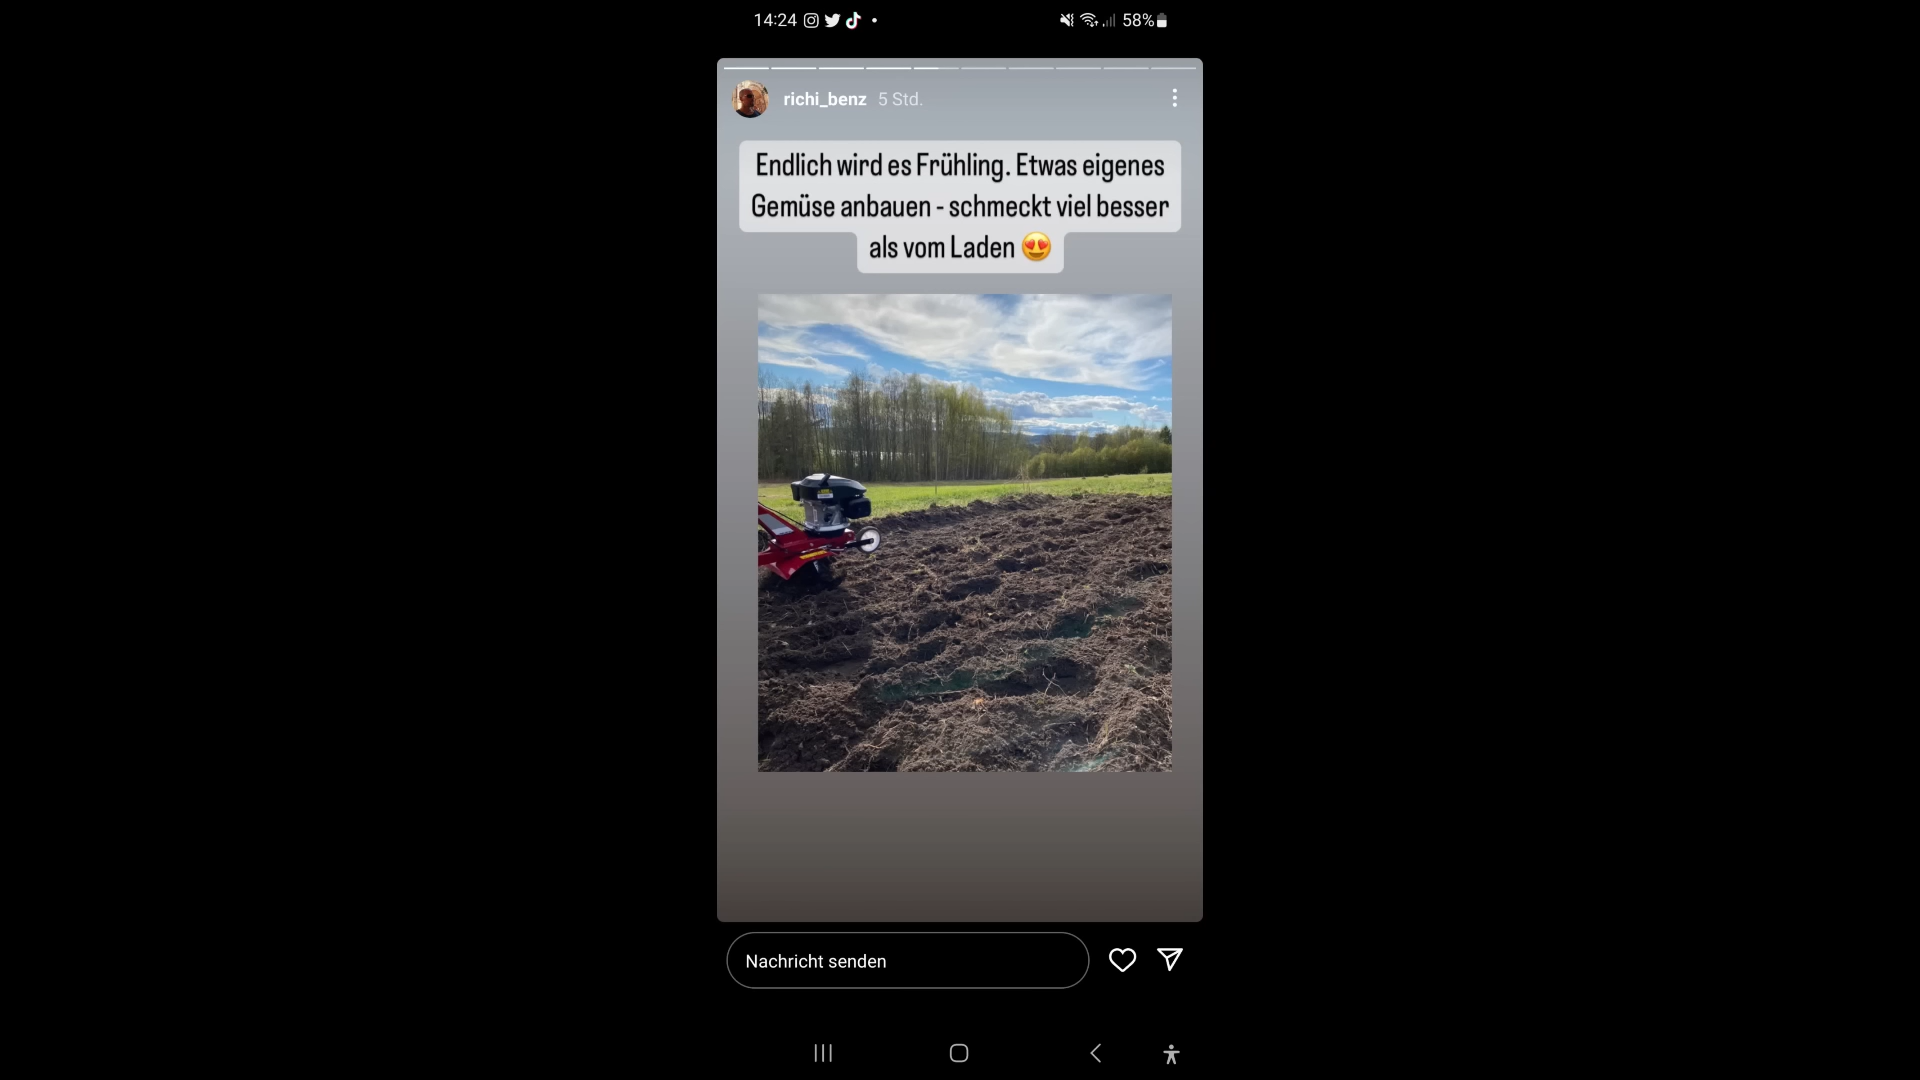 14:24 58%
richi_benz 5 Std.
Endlich wird es Frühling. Etwas eigenes
Gemüse anbauen - schmeckt viel besser
als vom Laden 😍
Nachricht senden